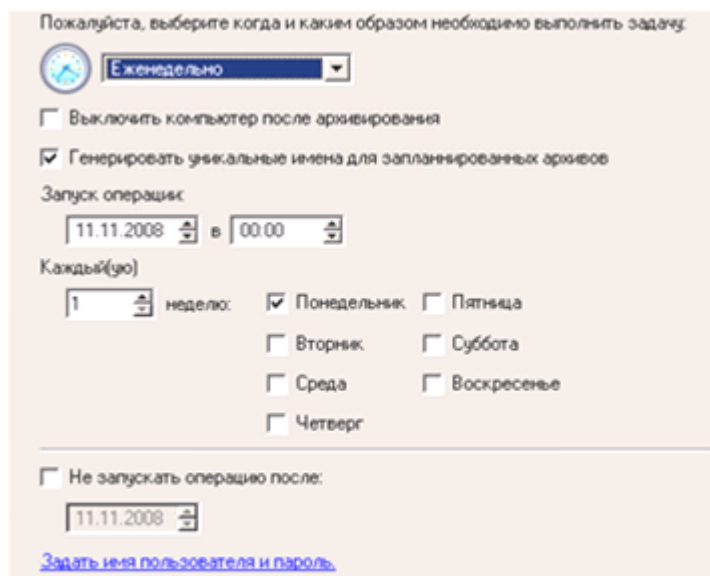 Пожалуйста, выберите когда и каким образом необходимо выполнить задачу:
Еженедельно
Выключить компьютер после архивирования
Генерировать уникальные имена для запланнированных архивов
Запуск операции:
11.11.2008 в 00:00
Каждый(ую)
1 неделю: Понедельник Пятница
Вторник Суббота
Среда Воскресенье
Четверг
Не запускать операцию после:
11.11.2008
Задать имя пользователя и пароль.